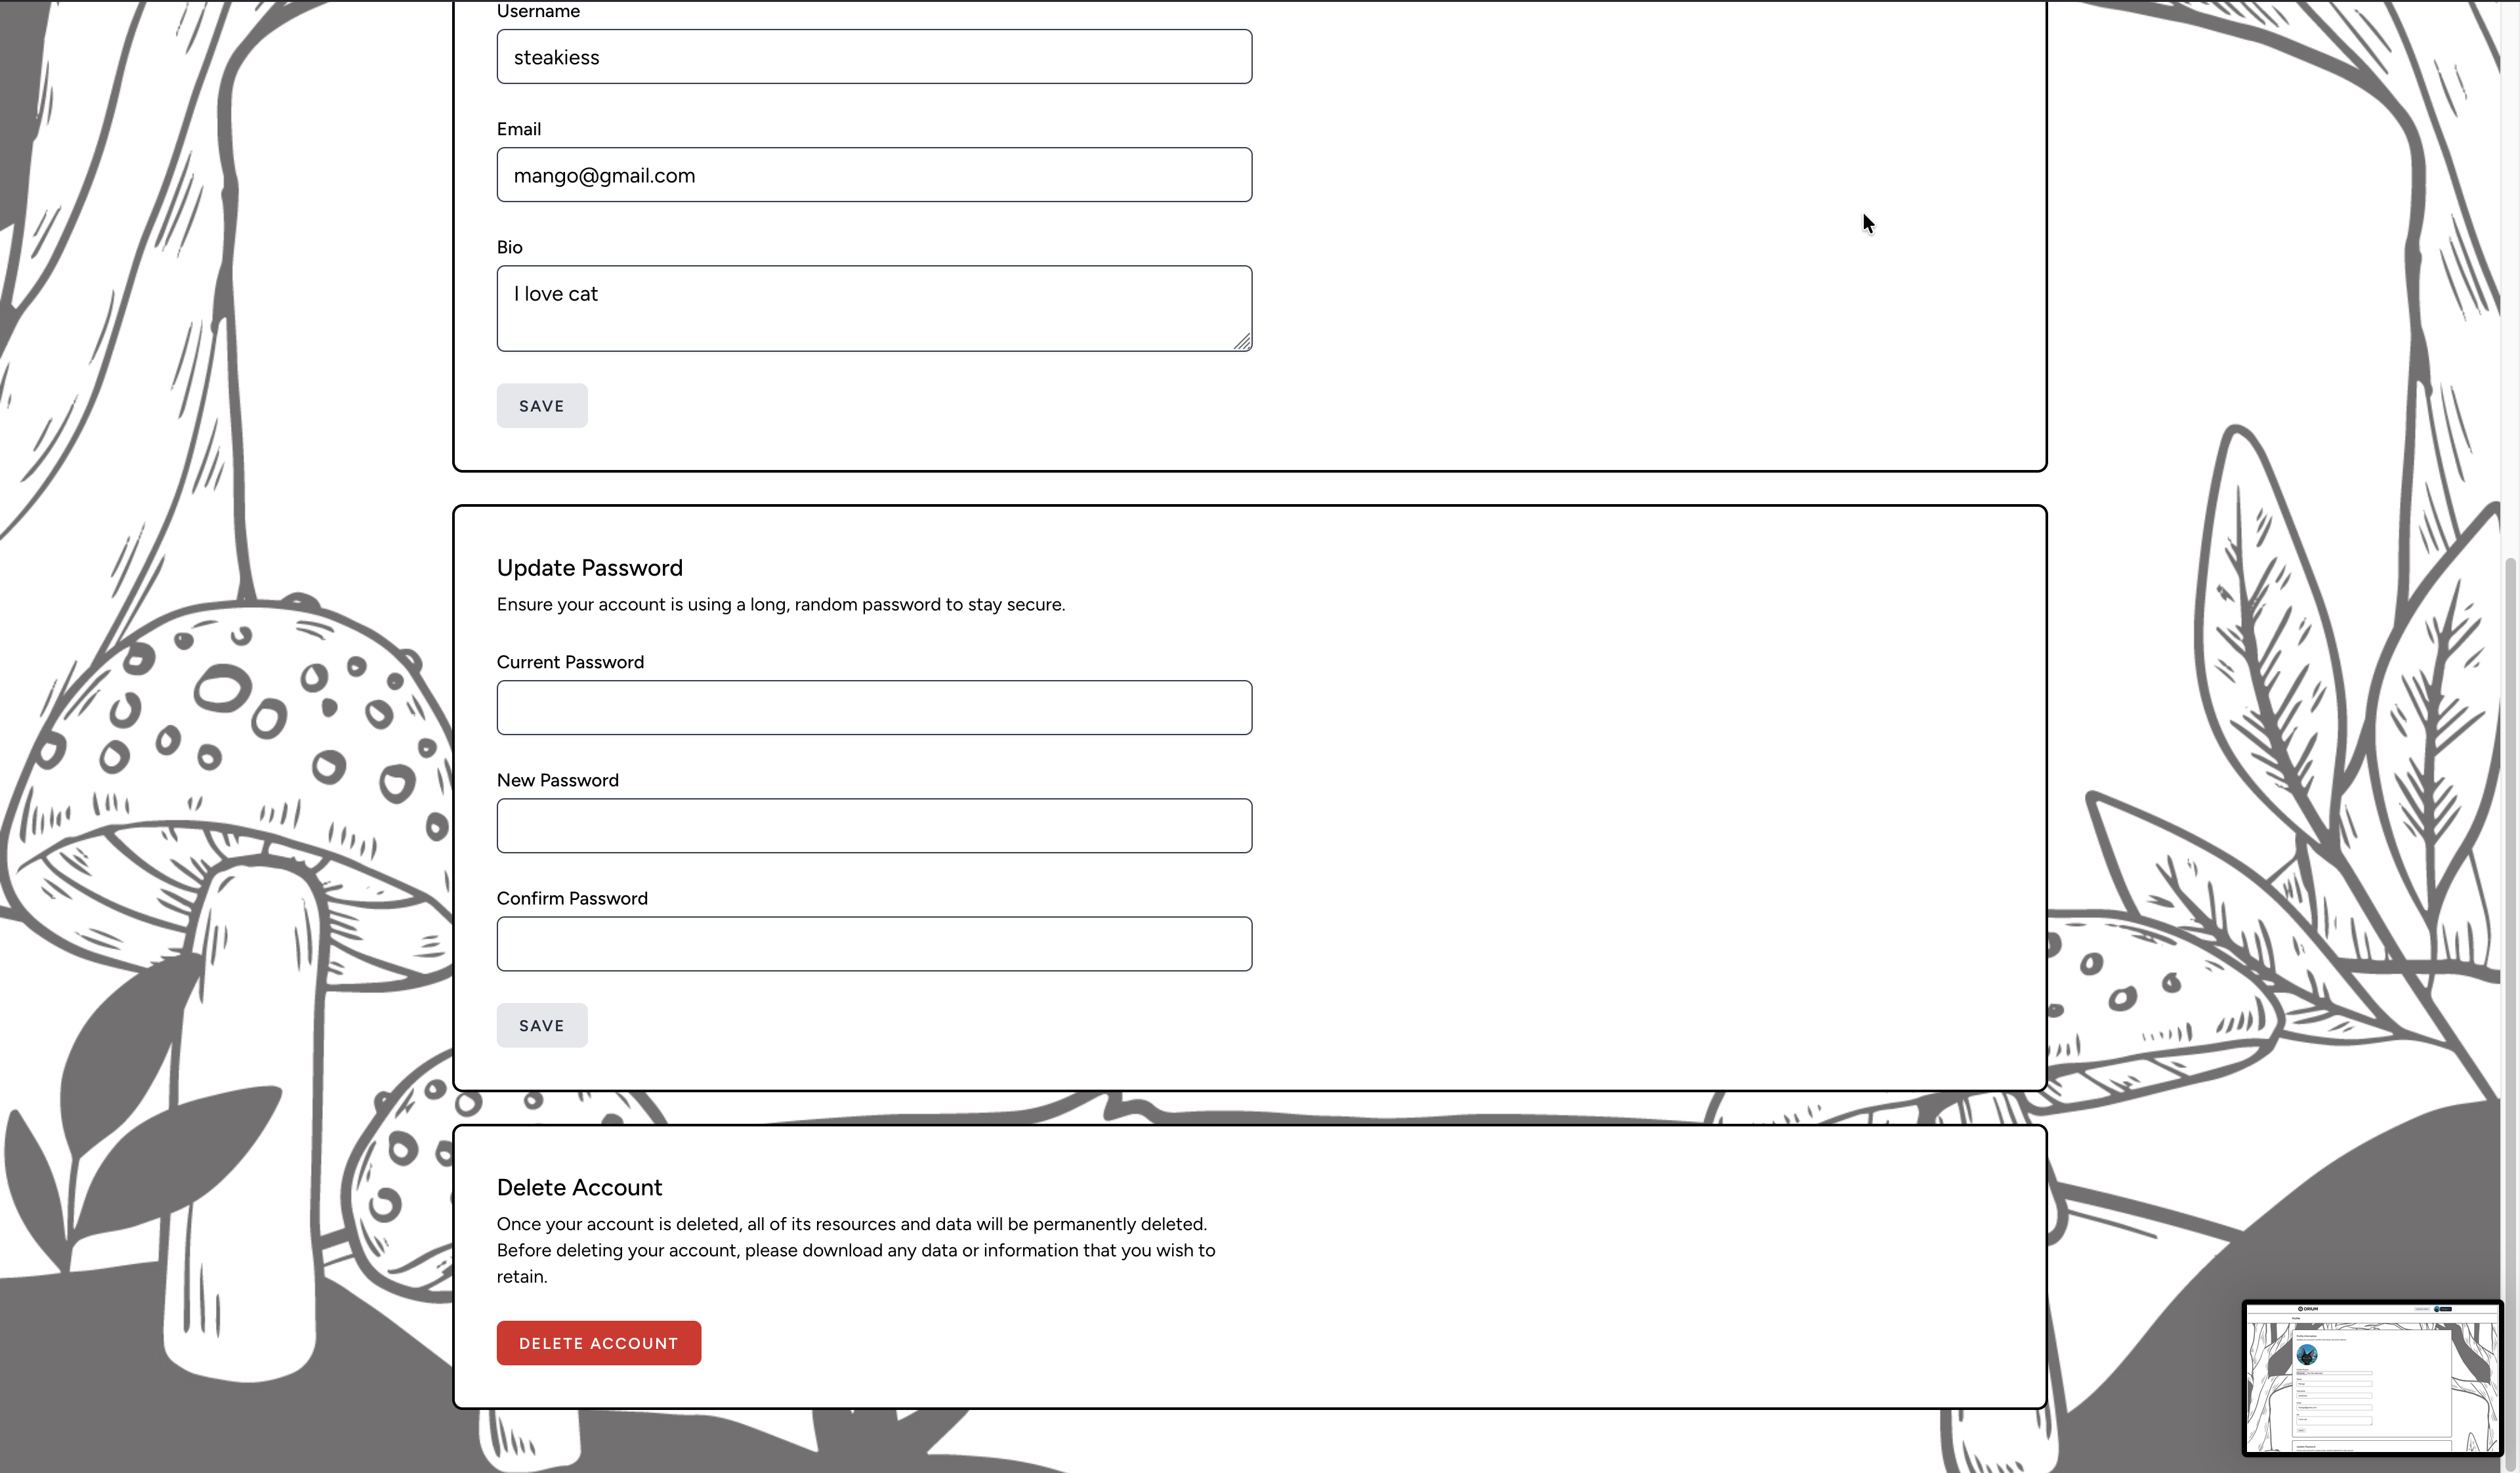 Username
steakiess
Email
mango@gmail.com
Bio
I love cat
SAVE
Update Password
Ensure your account is using a long, random password to stay secure.
Current Password
New Password
Confirm Password
SAVE
Delete Account
Once your account is deleted, all of its resources and data will be permanently deleted.
Before deleting your account, please download any data or information that you wish to
retain.
DELETE ACCOUNT
ORIUM